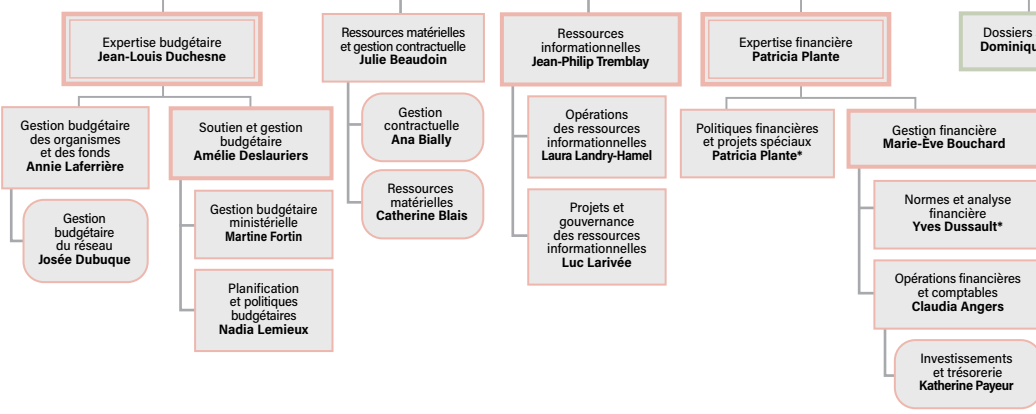 Expertise budgétaire
Jean-Louis Duchesne
Gestion budgétaire
des organismes
et des fonds
Annie Laferrière
Gestion
budgétaire
du réseau
Josée Dubuque
Soutien et gestion
budgétaire
Amélie Deslauriers
Gestion budgétaire
ministérielle
Martine Fortin
Planification
et politiques
budgétaires
Nadia Lemieux
Ressources matérielles
et gestion contractuelle
Julie Beaudoin
Gestion
contractuelle
Ana Bially
Ressources
matérielles
Catherine Blais
Ressources
informationnelles
Jean-Philip Tremblay
Opérations
des ressources
informationnelles
Laura Landry-Hamel
Projets et
gouvernance
des ressources
informationnelles
Luc Larivée
Expertise financière
Patricia Plante
Politiques financières
et projets spéciaux
Patricia Plante*
Gestion financière
Marie-Ève Bouchard
Normes et analyse
financière
Yves Dussault*
Opérations financières
et comptables
Claudia Angers
Investissements
et trésorerie
Katherine Payeur
Dossiers